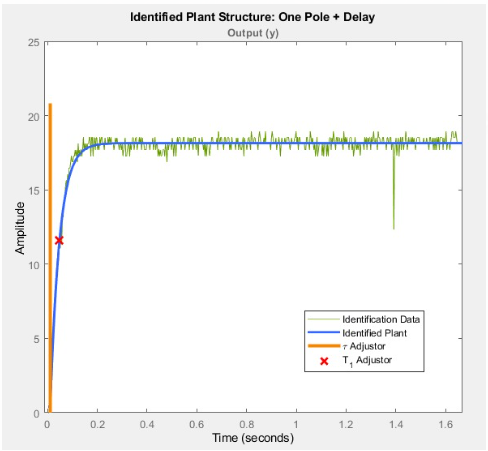 Identified Plant Structure: One Pole + Delay
Output (y)
25
20
15
10
5
0
Amplitude
0 0.2 0.4 0.6 0.8 1 1.2 1.4 1.6
Time (seconds)
Identification Data
Identified Plant
τ Adjustor
T₁ Adjustor